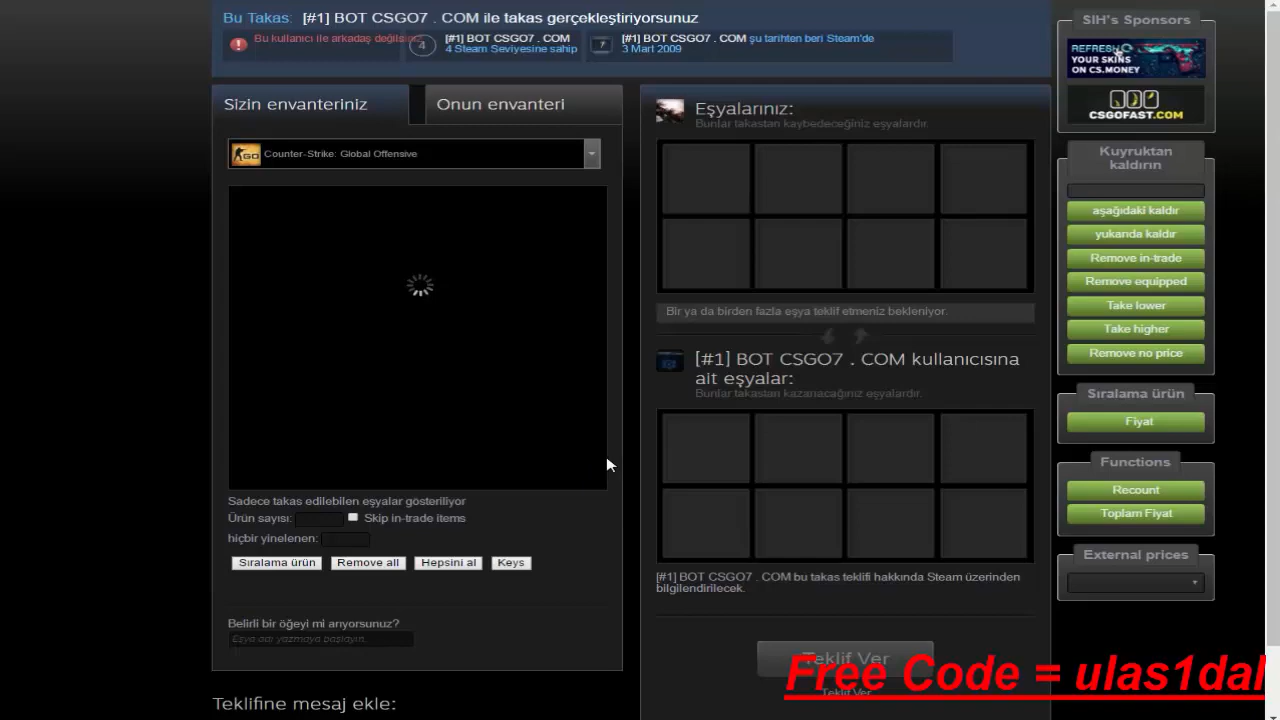 Bu Takas: [#1] BOT CSGO7 . COM ile takas gerçekleştiriyorsunuz
Bu kullanıcı ile arkadaş değilsiniz
4
[#1] BOT CSGO7 . COM
4 Steam Seviyesine sahip
[#1] BOT CSGO7 . COM şu tarihten beri Steam'de
3 Mart 2009
Sizin envanteriniz
Onun envanteri
GO Counter-Strike: Global Offensive
Sadece takas edilebilen eşyalar gösteriliyor
Ürün sayısı:
Skip in-trade items
hiçbir yinelenen:
Sıralama ürün
Remove all
Hepsini al
Keys
Belirli bir öğeyi mi arıyorsunuz?
Eşya adı yazmaya başlayın.
Teklifine mesaj ekle:
Eşyalarınız:
Bunlar takastan kaybedeceğiniz eşyalardır.
Bir ya da birden fazla eşya teklif etmeniz bekleniyor.
[#1] BOT CSGO7 . COM kullanıcısına
ait eşyalar:
Bunlar takastan kazanacağınız eşyalardır.
[#1] BOT CSGO7 . COM bu takas teklifi hakkında Steam üzerinden
bilgilendirilecek.
Teklif Ver
Teklif Ver
SIH's Sponsors
REFRESH
YOUR SKINS
ON CS.MONEY
CSGOFAST.COM
Kuyruktan
kaldırın
aşağıdaki kaldır
yukarıda kaldır
Remove in-trade
Remove equipped
Take lower
Take higher
Remove no price
Sıralama ürün
Fiyat
Functions
Recount
Toplam Fiyat
External prices
Free Code = ulas1dal